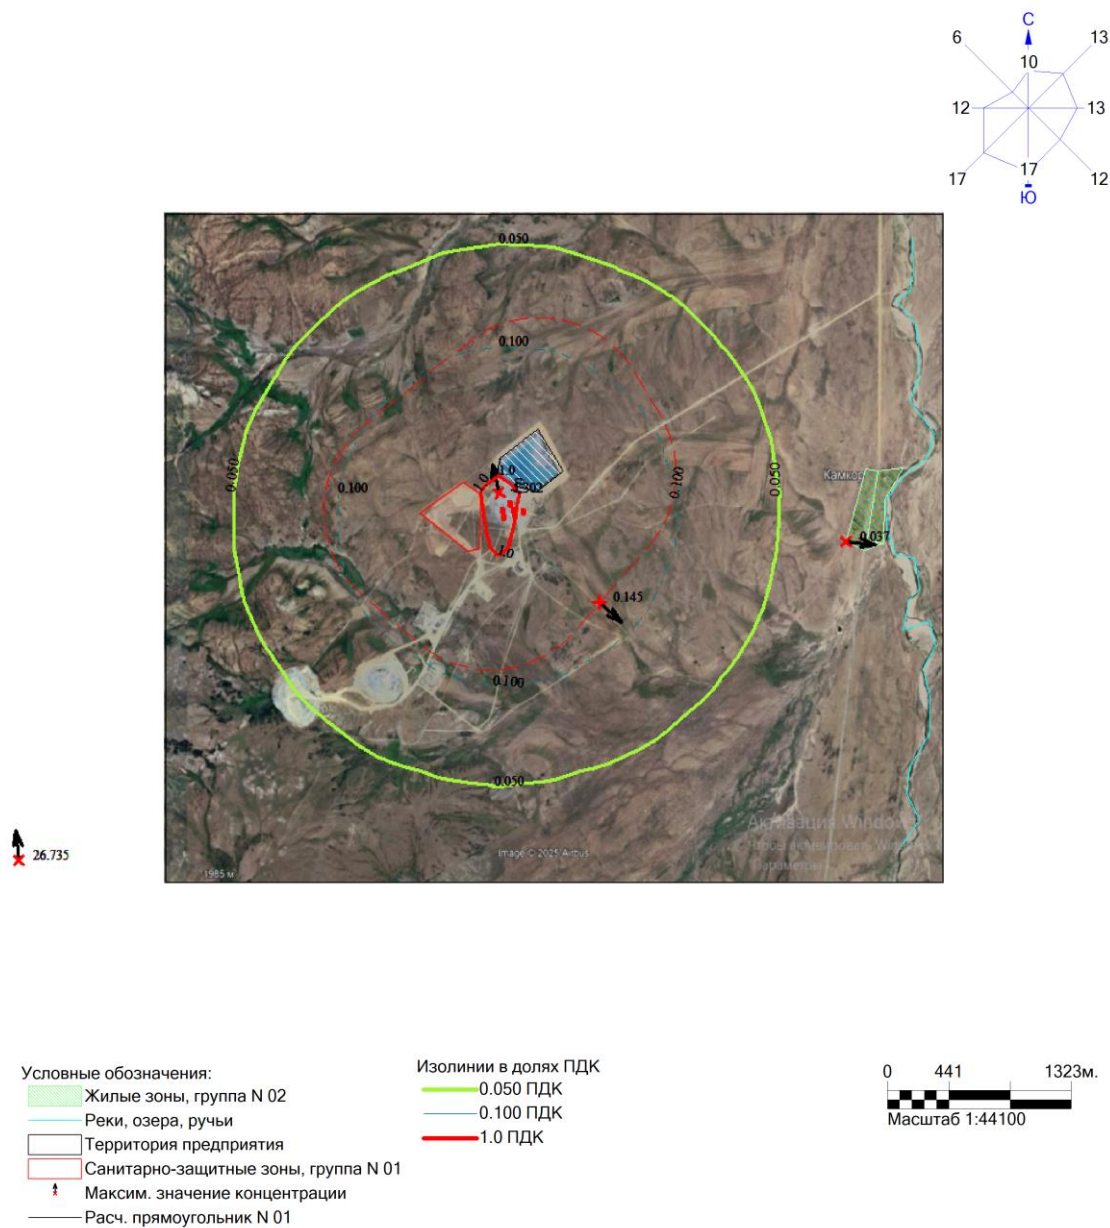 С
6
13
10
12
13
17
17
12
Ю
0.050
0.100
1.0
1.0
0.050
0.100
0.100
0.050
1.0
0.037
0.145
0.100
0.050
26.735
Image © 2025 Airbus
1985 м
Условные обозначения:
Жилые зоны, группа N 02
Реки, озера, ручьи
Территория предприятия
Санитарно-защитные зоны, группа N 01
Максим. значение концентрации
Расч. прямоугольник N 01
Изолинии в долях ПДК
0.050 ПДК
0.100 ПДК
1.0 ПДК
0 441 1323м.
Масштаб 1:44100